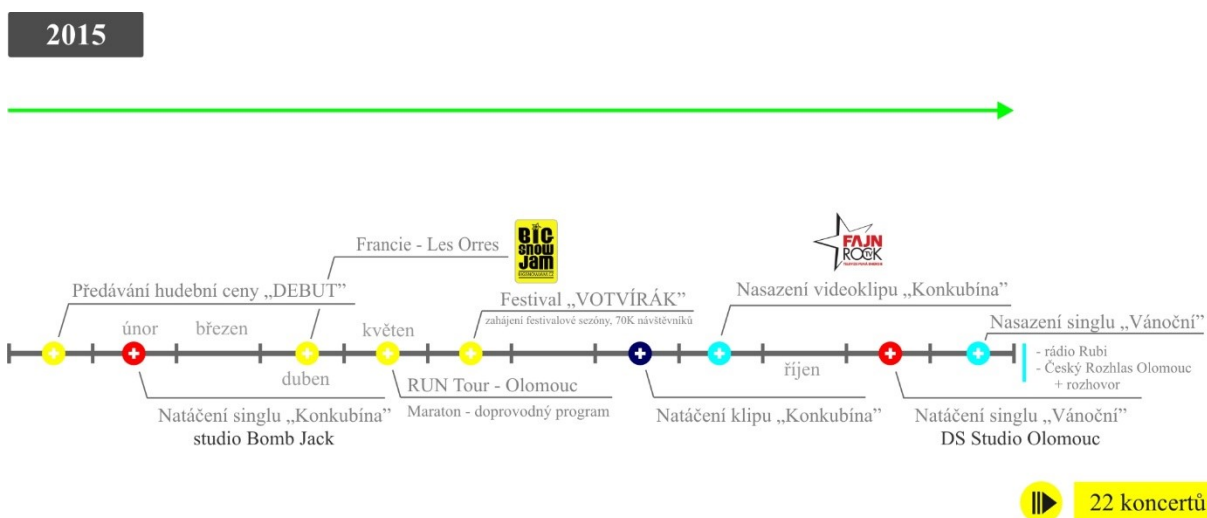 2015
Francie - Les Orres
BIG
snow
Jam
FAJN
ROCK
TV
Předávání hudební ceny „DEBUT”
Festival „VOTVÍRÁK”
zahájení festivalové sezóny, 70K návštěvníků
Nasazení videoklipu „Konkubína”
Nasazení singlu „Vánoční”
- rádio Rubi
- Český Rozhlas Olomouc
+ rozhovor
únor
březen
květen
duben
říjen
Natáčení singlu „Konkubína”
studio Bomb Jack
RUN Tour - Olomouc
Maraton - doprovodný program
Natáčení klipu „Konkubína”
Natáčení singlu „Vánoční”
DS Studio Olomouc
22 koncertů